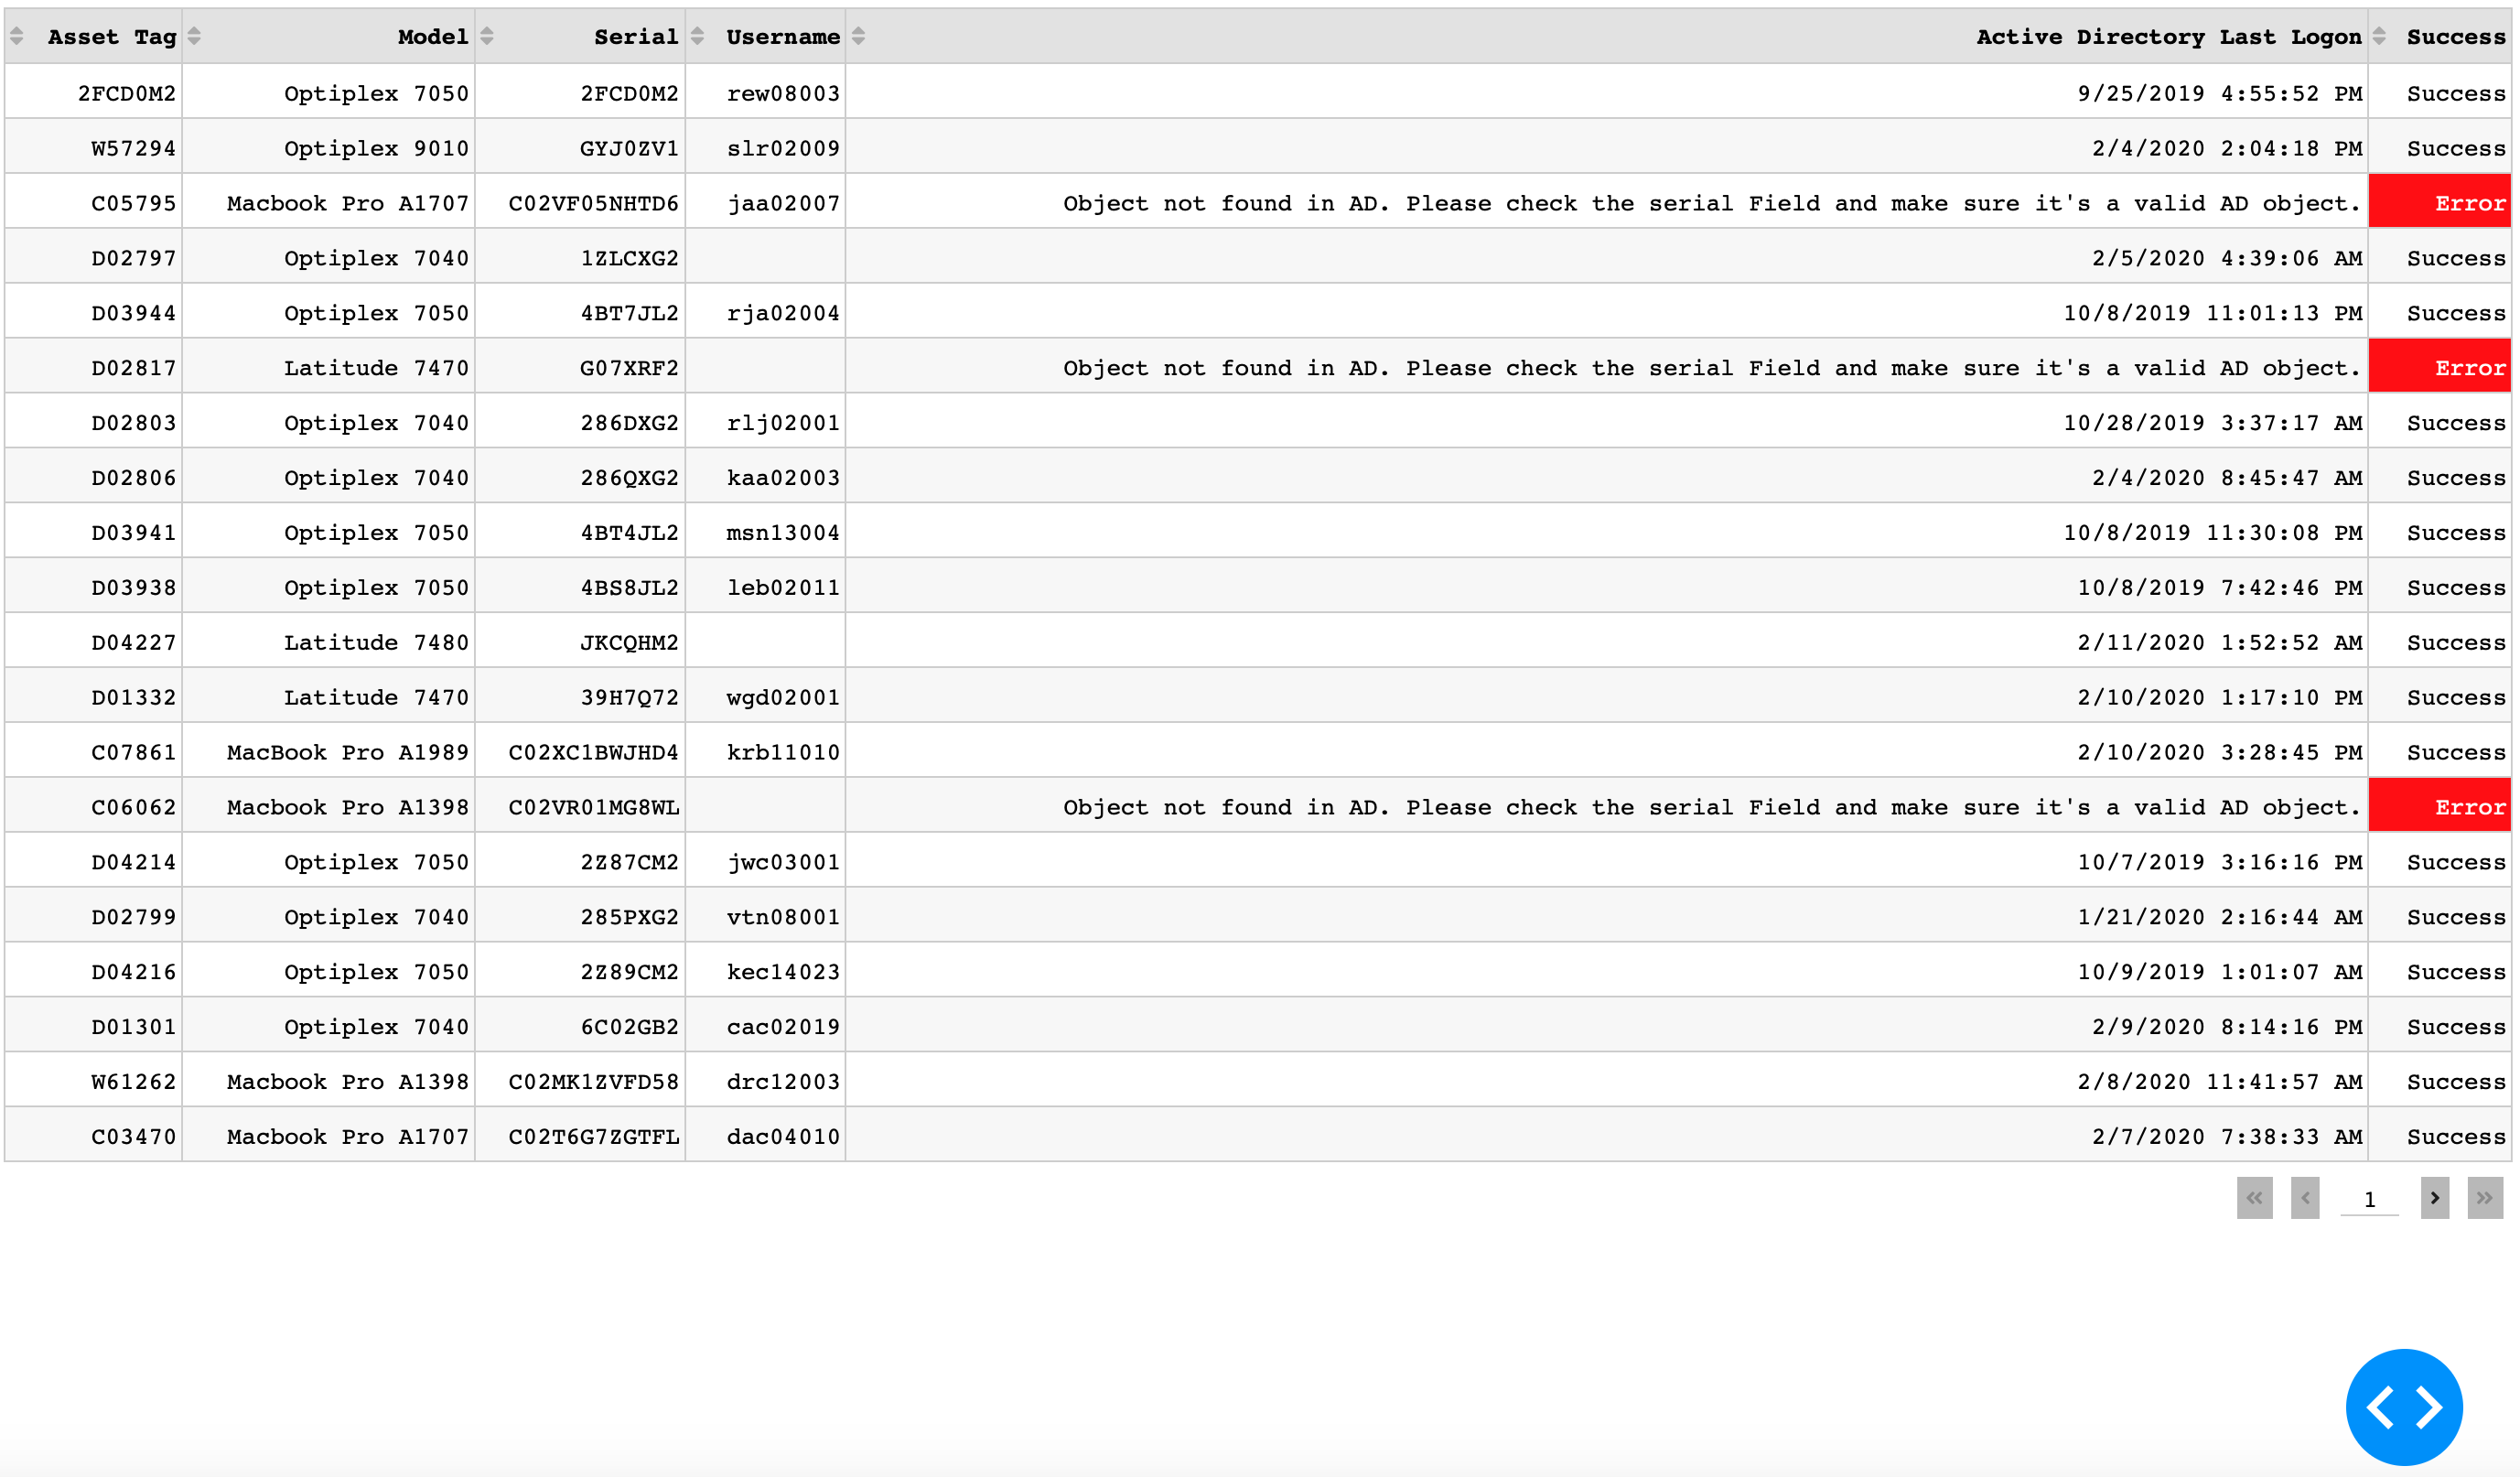 Asset Tag Model Serial Username Active Directory Last Logon Success
2FCD0M2 Optiplex 7050 2FCD0M2 rew08003 9/25/2019 4:55:52 PM Success
W57294 Optiplex 9010 GYJ0ZV1 slr02009 2/4/2020 2:04:18 PM Success
C05795 Macbook Pro A1707 C02VF05NHTD6 jaa02007 Object not found in AD. Please check the serial Field and make sure it's a valid AD object. Error
D02797 Optiplex 7040 1ZLCXG2 2/5/2020 4:39:06 AM Success
D03944 Optiplex 7050 4BT7JL2 rja02004 10/8/2019 11:01:13 PM Success
D02817 Latitude 7470 G07XRF2 Object not found in AD. Please check the serial Field and make sure it's a valid AD object. Error
D02803 Optiplex 7040 286DXG2 rlj02001 10/28/2019 3:37:17 AM Success
D02806 Optiplex 7040 286QXG2 kaa02003 2/4/2020 8:45:47 AM Success
D03941 Optiplex 7050 4BT4JL2 msn13004 10/8/2019 11:30:08 PM Success
D03938 Optiplex 7050 4BS8JL2 leb02011 10/8/2019 7:42:46 PM Success
D04227 Latitude 7480 JKCQHM2 2/11/2020 1:52:52 AM Success
D01332 Latitude 7470 39H7Q72 wgd02001 2/10/2020 1:17:10 PM Success
C07861 MacBook Pro A1989 C02XC1BWJHD4 krb11010 2/10/2020 3:28:45 PM Success
C06062 Macbook Pro A1398 C02VR01MG8WL Object not found in AD. Please check the serial Field and make sure it's a valid AD object. Error
D04214 Optiplex 7050 2Z87CM2 jwc03001 10/7/2019 3:16:16 PM Success
D02799 Optiplex 7040 285PXG2 vtn08001 1/21/2020 2:16:44 AM Success
D04216 Optiplex 7050 2Z89CM2 kec14023 10/9/2019 1:01:07 AM Success
D01301 Optiplex 7040 6C02GB2 cac02019 2/9/2020 8:14:16 PM Success
W61262 Macbook Pro A1398 C02MK1ZVFD58 drc12003 2/8/2020 11:41:57 AM Success
C03470 Macbook Pro A1707 C02T6G7ZGTFL dac04010 2/7/2020 7:38:33 AM Success
1